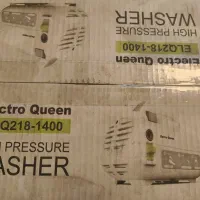 Electro Queen
ELQ218-1400
HIGH PRESSURE
WASHER
ctro Queen
Q218-1400
H PRESSURE
ASHER